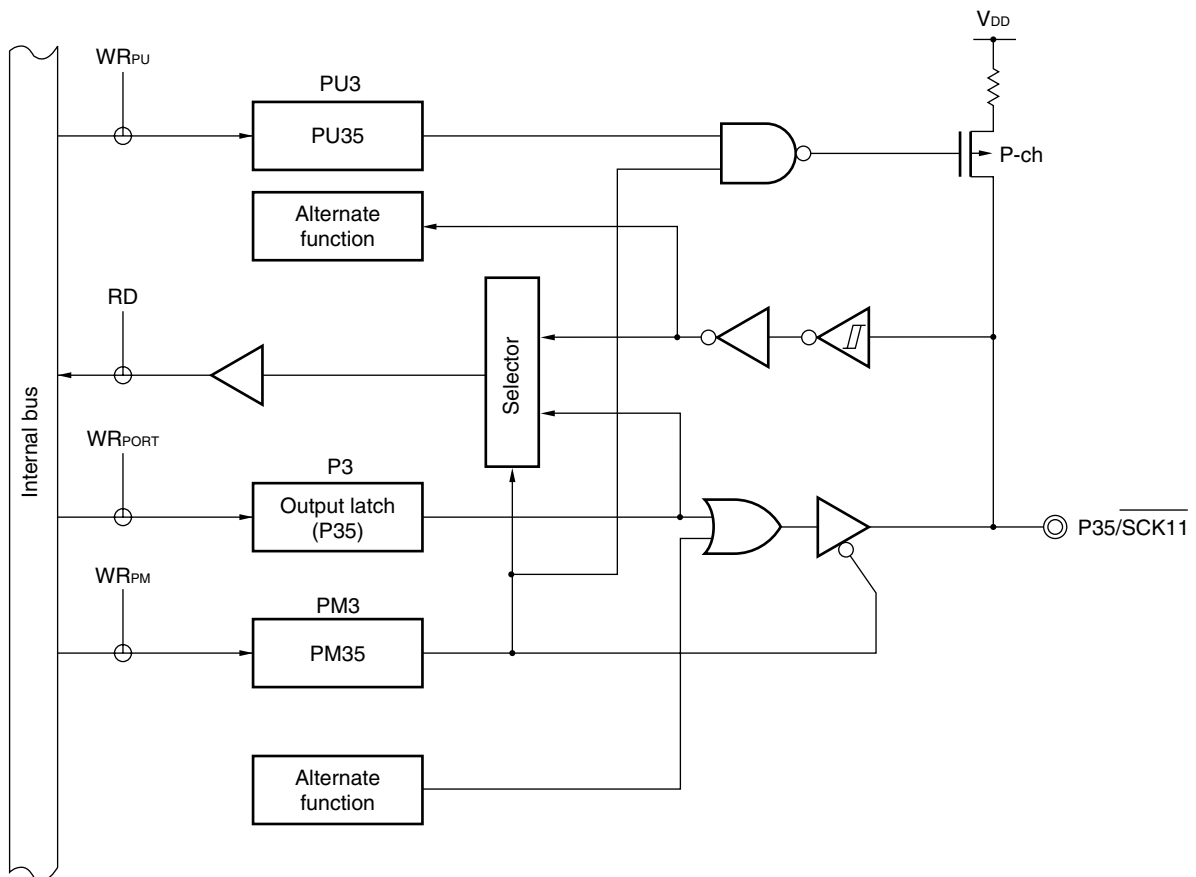 VDD
WRPU
PU3
PU35
P-ch
Alternate
function
RD
Selector
Internal bus
WRPORT
P3
Output latch
(P35)
P35/SCK11
WRPM
PM3
PM35
Alternate
function